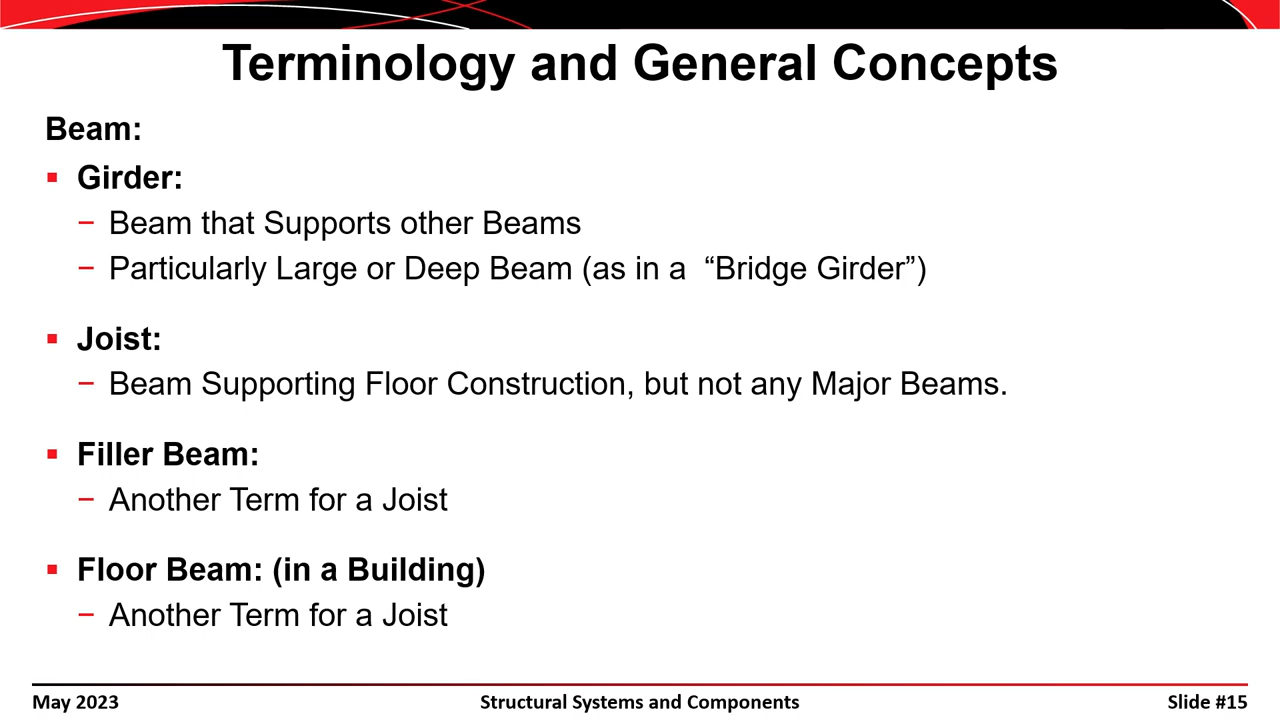 Terminology and General Concepts
Beam:
▪ Girder:
− Beam that Supports other Beams
− Particularly Large or Deep Beam (as in a “Bridge Girder”)
▪ Joist:
− Beam Supporting Floor Construction, but not any Major Beams.
▪ Filler Beam:
− Another Term for a Joist
▪ Floor Beam: (in a Building)
− Another Term for a Joist
May 2023
Structural Systems and Components
Slide #15